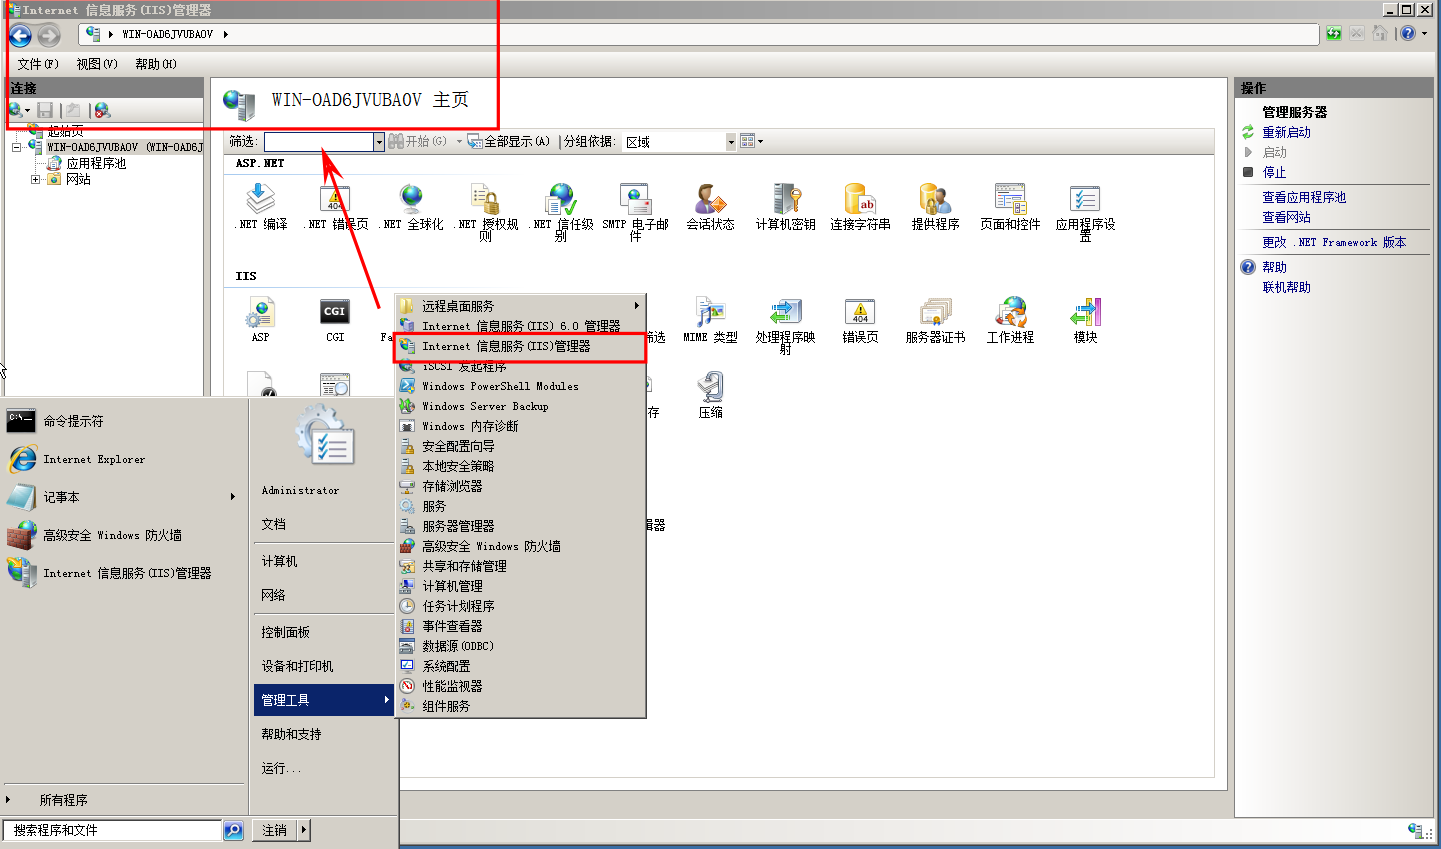 Internet 信息服务(IIS)管理器
WIN-OAD6JVUBAOV
文件(F) 视图(V) 帮助(H)
连接
起始页
WIN-OAD6JVUBAOV (WIN-OAD6J
应用程序池
网站
WIN-OAD6JVUBAOV 主页
筛选: 开始(G) 全部显示(A) 分组依据: 区域
ASP.NET
.NET 编译
.NET 错误页
.NET 全球化
.NET 授权规则
.NET 信任级别
SMTP 电子邮件
会话状态
计算机密钥
连接字符串
提供程序
页面和控件
应用程序设置
IIS
ASP
CGI
CGI
Fa
筛选
MIME 类型
处理程序映射
错误页
服务器证书
工作进程
模块
存
压缩
辑器
操作
管理服务器
重新启动
启动
停止
查看应用程序池
查看网站
更改 .NET Framework 版本
帮助
联机帮助
命令提示符
Internet Explorer
记事本
高级安全 Windows 防火墙
Internet 信息服务(IIS)管理器
所有程序
搜索程序和文件
Administrator
文档
计算机
网络
控制面板
设备和打印机
管理工具
帮助和支持
运行...
注销
远程桌面服务
Internet 信息服务(IIS) 6.0 管理器
Internet 信息服务(IIS)管理器
iSCSI 发起程序
Windows PowerShell Modules
Windows Server Backup
Windows 内存诊断
安全配置向导
本地安全策略
存储浏览器
服务
服务器管理器
高级安全 Windows 防火墙
共享和存储管理
计算机管理
任务计划程序
事件查看器
数据源(ODBC)
系统配置
性能监视器
组件服务